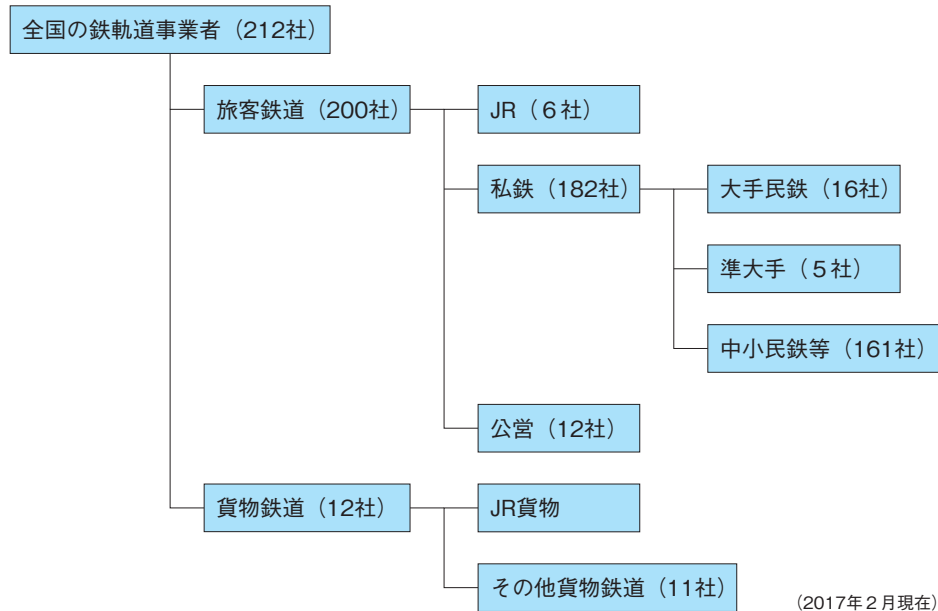 全国の鉄軌道事業者（212社）
旅客鉄道（200社）
JR（６社）
私鉄（182社）
大手民鉄（16社）
準大手（５社）
中小民鉄等（161社）
公営（12社）
貨物鉄道（12社）
JR貨物
その他貨物鉄道（11社）
（2017年２月現在）